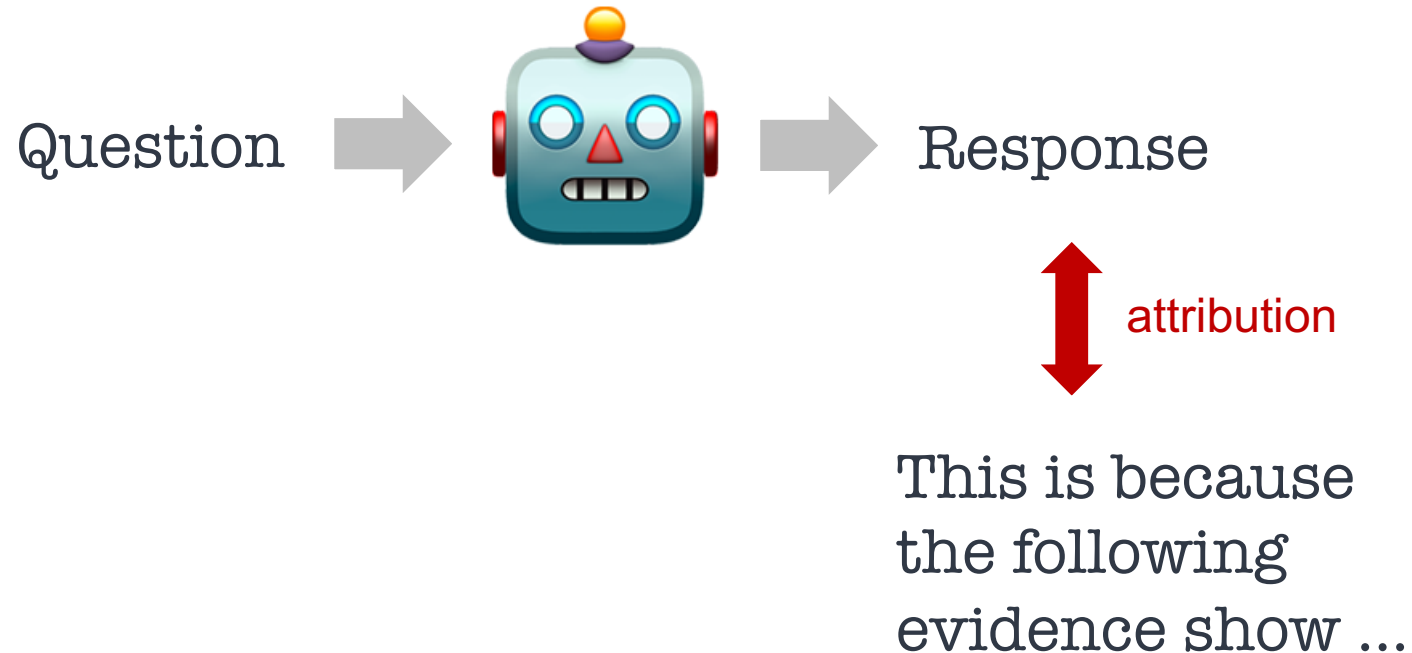 Question
Response
attribution
This is because
the following
evidence show ...